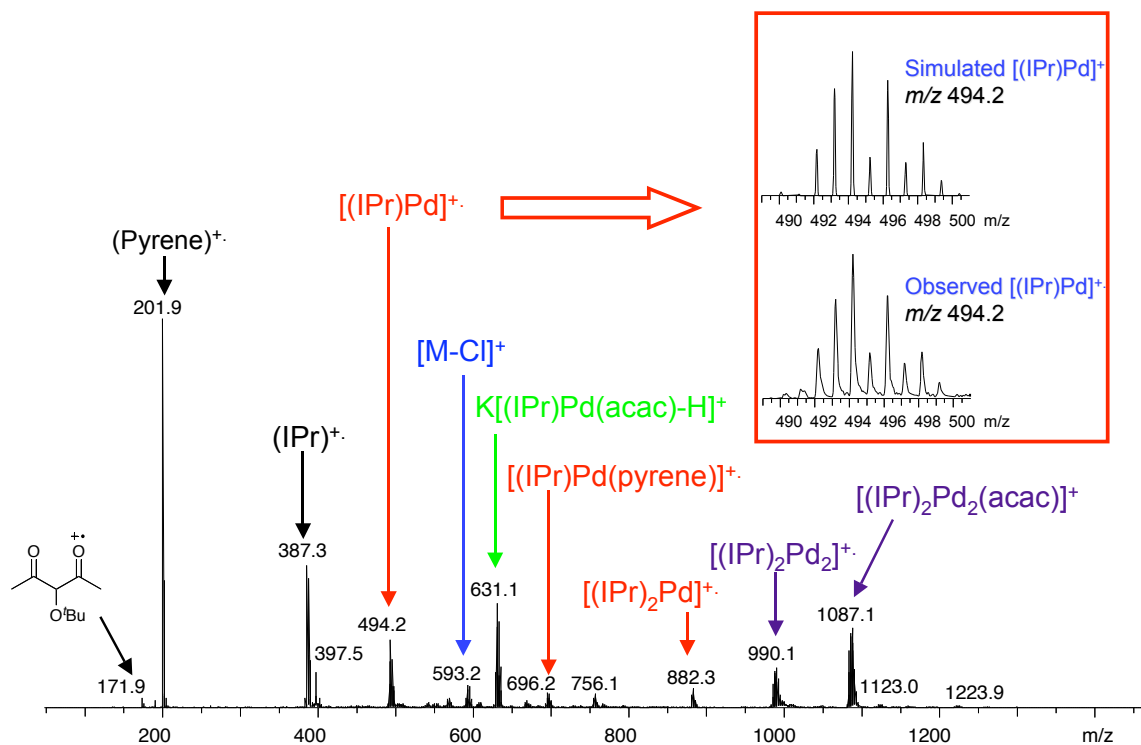 Simulated [(IPr)Pd]⁺
m/z 494.2
490 492 494 496 498 500 m/z
Observed [(IPr)Pd]⁺·
m/z 494.2
490 492 494 496 498 500 m/z
[(IPr)Pd]⁺·
(Pyrene)⁺·
201.9
[M-Cl]⁺
K[(IPr)Pd(acac)-H]⁺
(IPr)⁺·
[(IPr)Pd(pyrene)]⁺·
[(IPr)₂Pd₂(acac)]⁺
[(IPr)₂Pd₂]⁺·
[(IPr)₂Pd]⁺·
O
+•
O
OᵗBu
387.3
631.1
1087.1
494.2
397.5
593.2
696.2
756.1
882.3
990.1
1123.0
1223.9
171.9
200 400 600 800 1000 1200 m/z